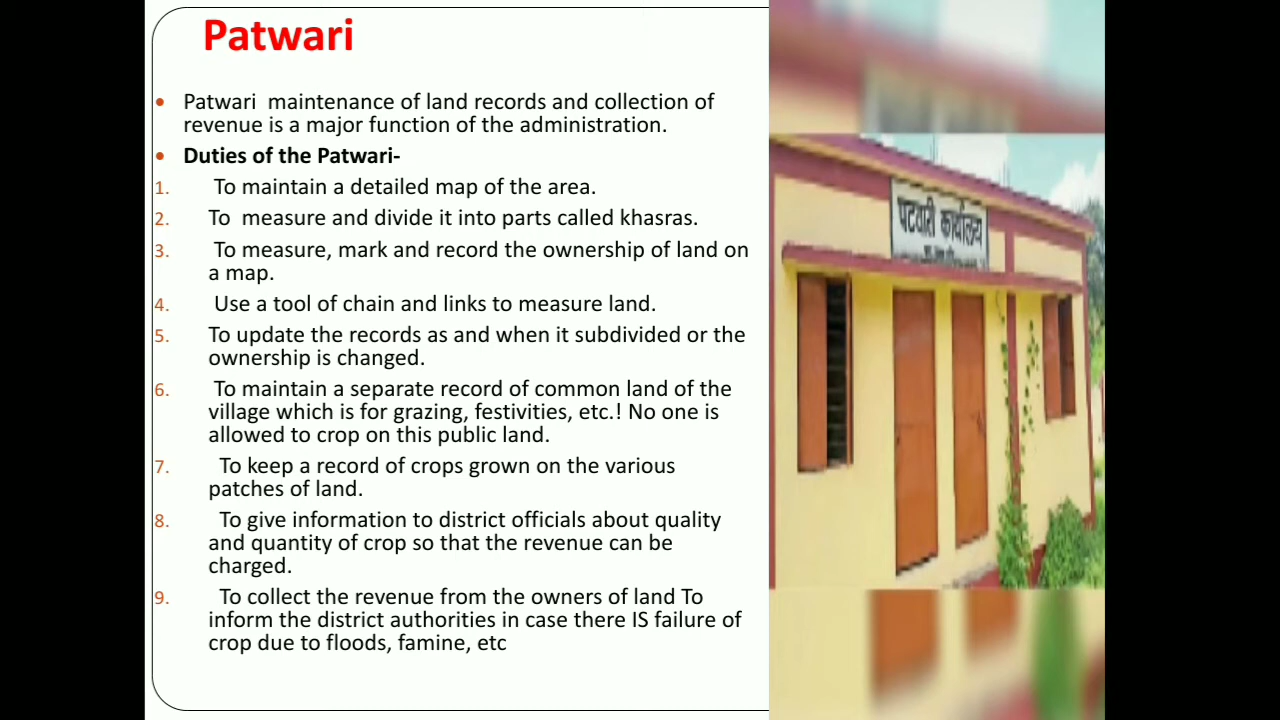 Patwari
• Patwari maintenance of land records and collection of
revenue is a major function of the administration.
• Duties of the Patwari-
1. To maintain a detailed map of the area.
2. To measure and divide it into parts called khasras.
3. To measure, mark and record the ownership of land on
a map.
4. Use a tool of chain and links to measure land.
5. To update the records as and when it subdivided or the
ownership is changed.
6. To maintain a separate record of common land of the
village which is for grazing, festivities, etc.! No one is
allowed to crop on this public land.
7. To keep a record of crops grown on the various
patches of land.
8. To give information to district officials about quality
and quantity of crop so that the revenue can be
charged.
9. To collect the revenue from the owners of land To
inform the district authorities in case there IS failure of
crop due to floods, famine, etc
पटवारी कार्यालय